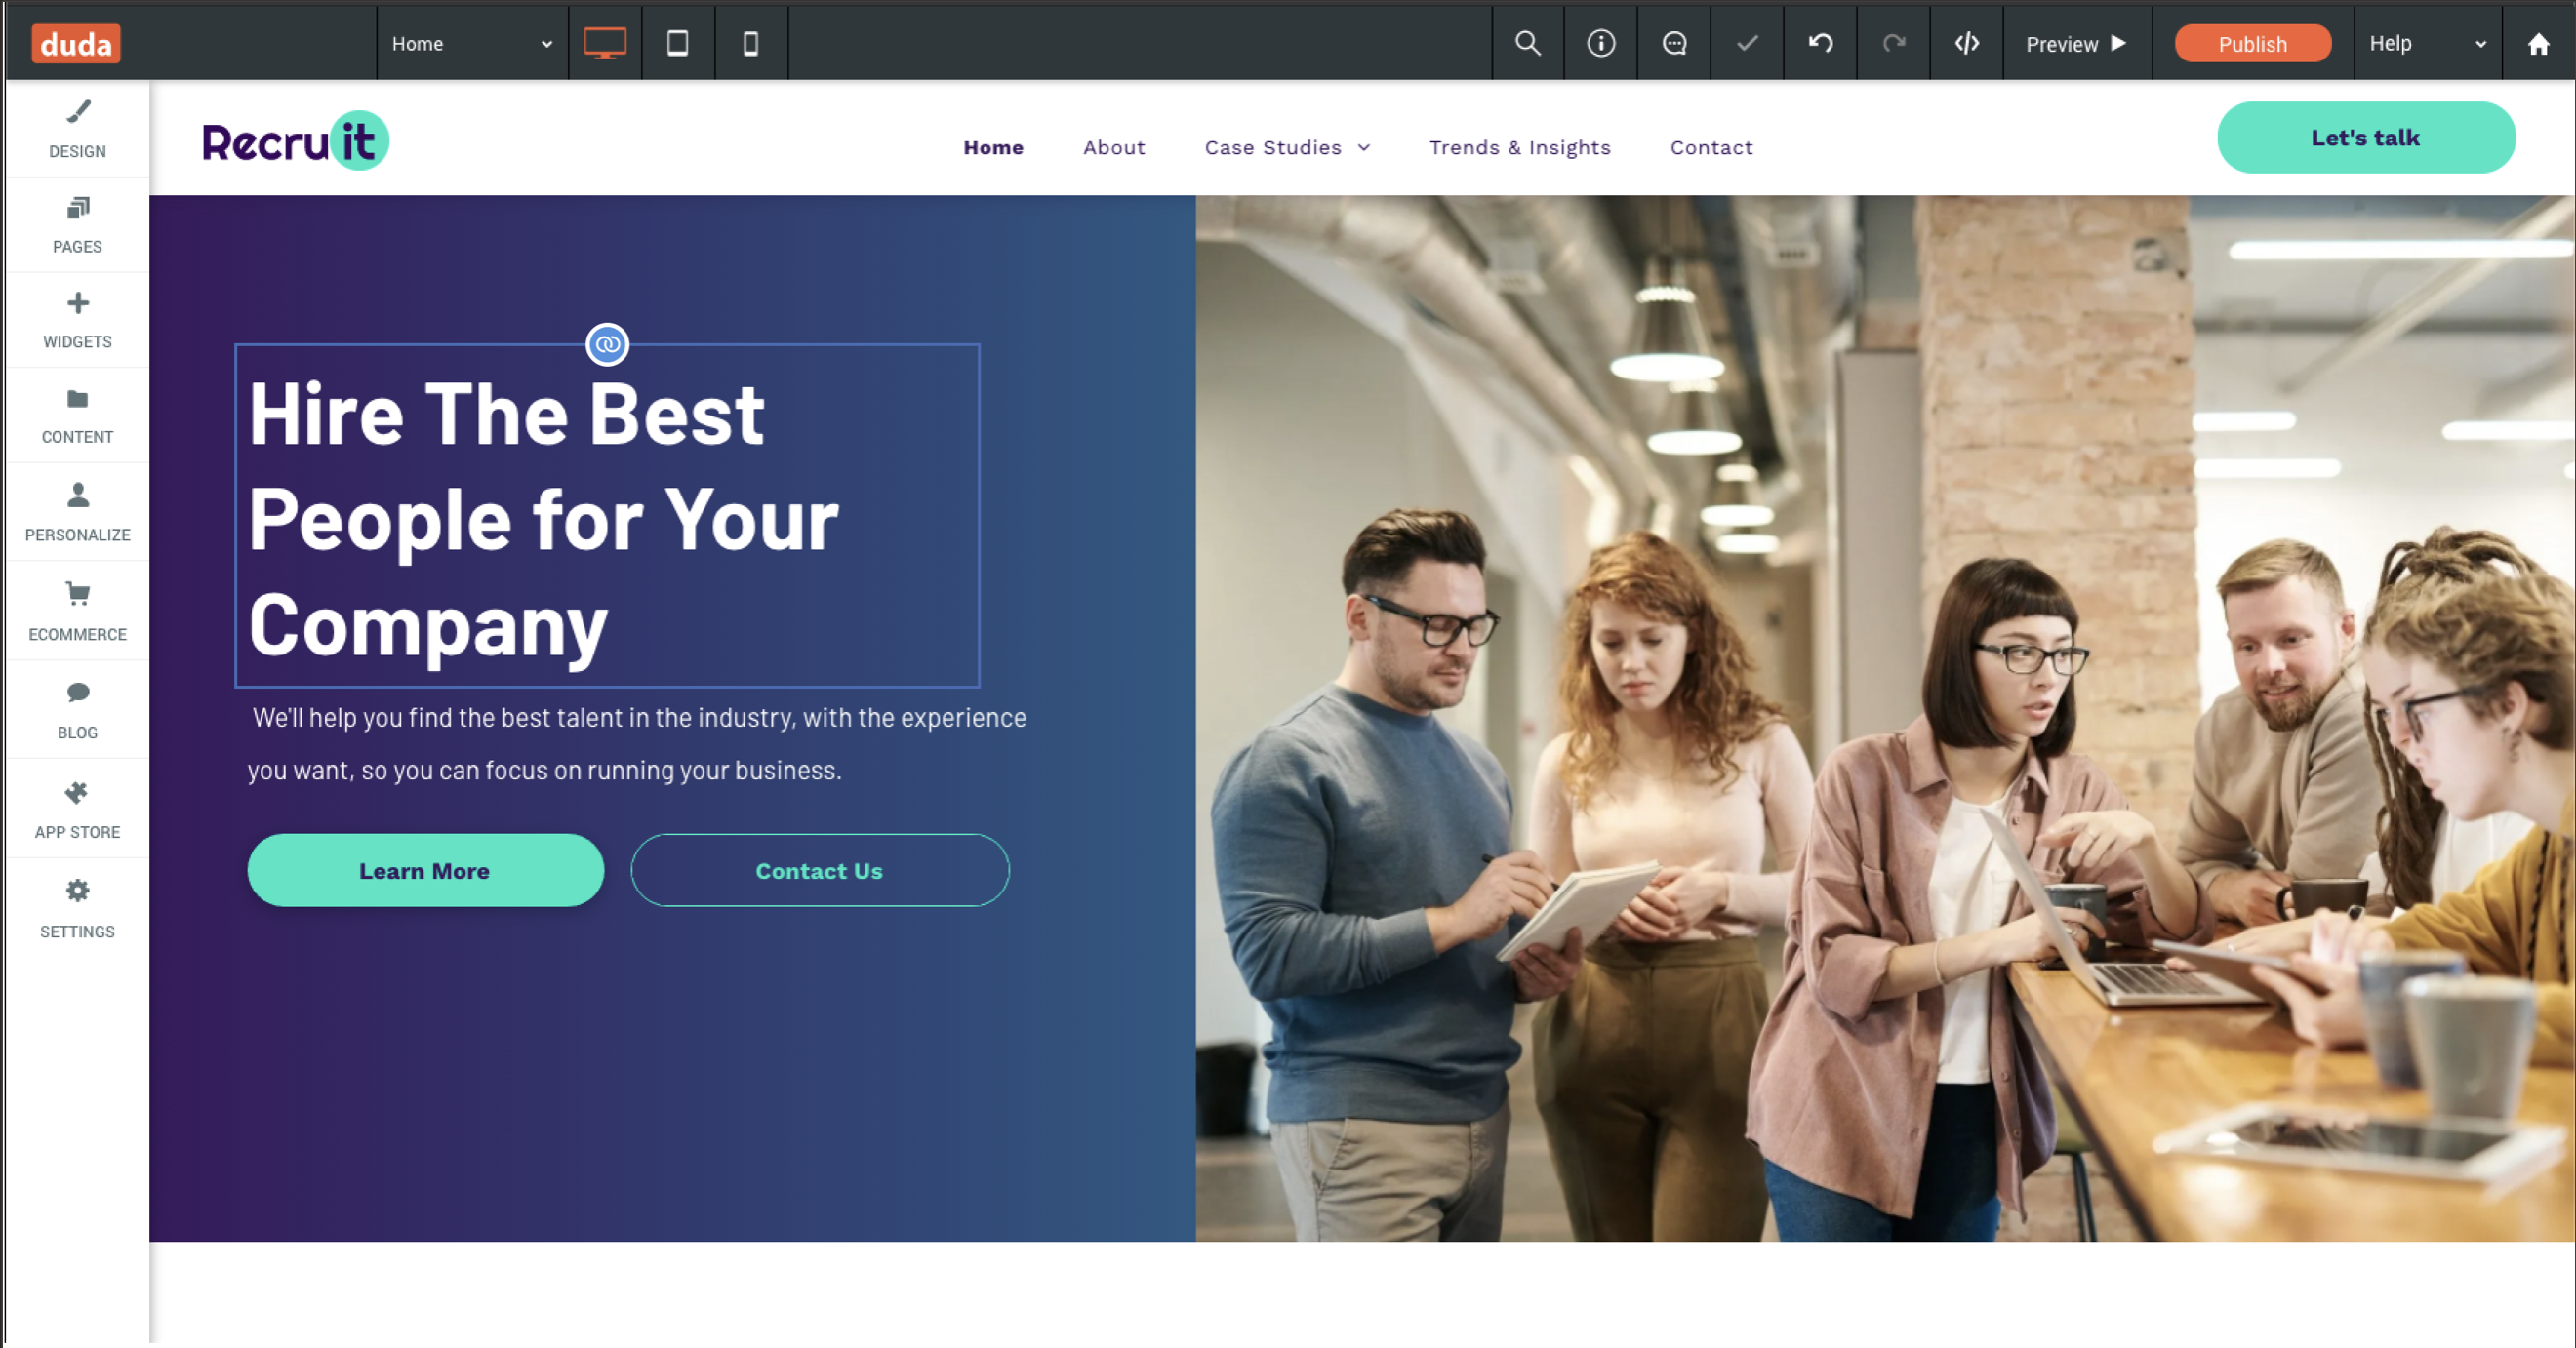 duda
Home
Preview
Publish
Help
DESIGN
PAGES
WIDGETS
CONTENT
PERSONALIZE
ECOMMERCE
BLOG
APP STORE
SETTINGS
Recruit
Home About Case Studies Trends & Insights Contact
Let's talk
Hire The Best
People for Your
Company
We'll help you find the best talent in the industry, with the experience
you want, so you can focus on running your business.
Learn More
Contact Us